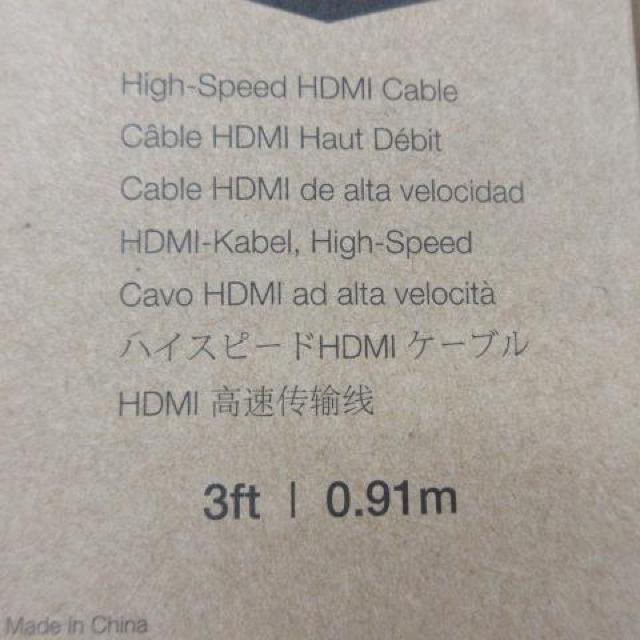 High-Speed HDMI Cable
Câble HDMI Haut Débit
Cable HDMI de alta velocidad
HDMI-Kabel, High-Speed
Cavo HDMI ad alta velocità
ハイスピードHDMI ケーブル
HDMI 高速传输线
3ft | 0.91m
Made in China